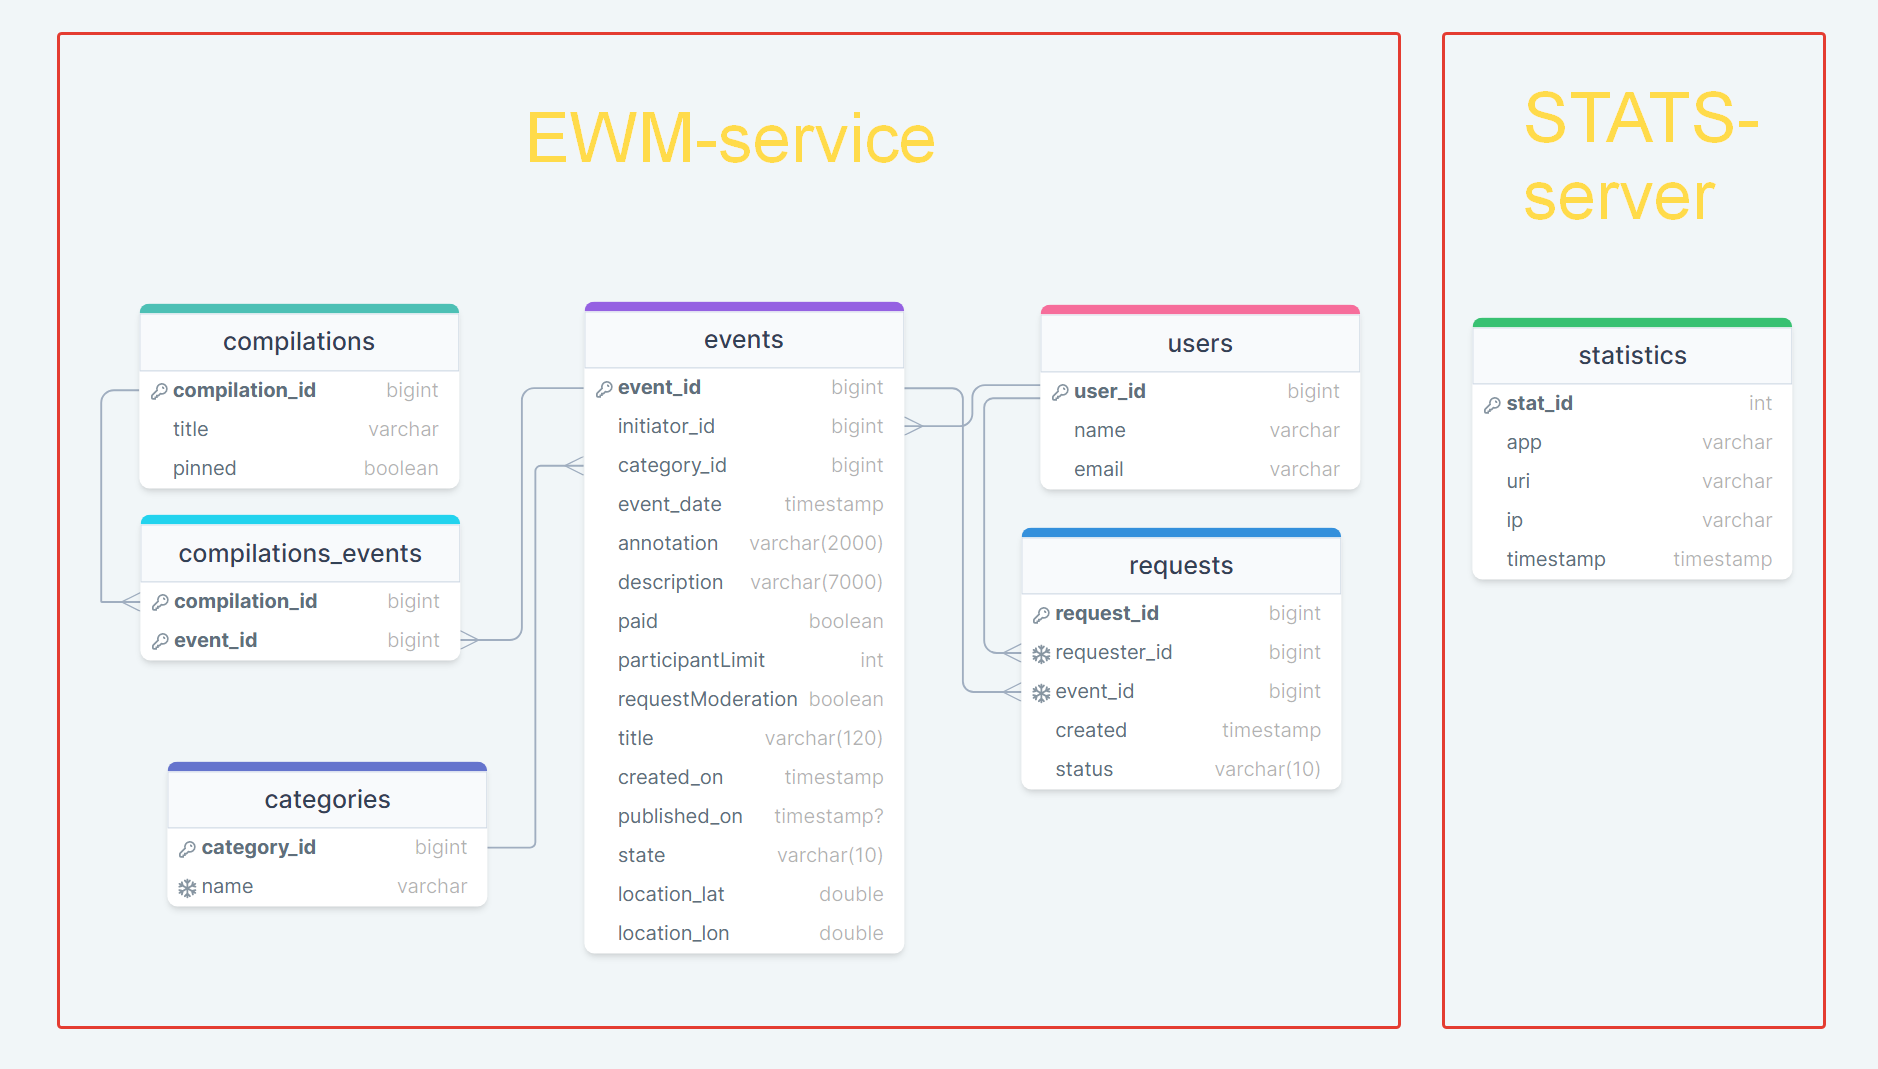 EWM-service
STATS-
server
compilations
compilation_id bigint
title varchar
pinned boolean
compilations_events
compilation_id bigint
event_id bigint
categories
category_id bigint
name varchar
events
event_id bigint
initiator_id bigint
category_id bigint
event_date timestamp
annotation varchar(2000)
description varchar(7000)
paid boolean
participantLimit int
requestModeration boolean
title varchar(120)
created_on timestamp
published_on timestamp?
state varchar(10)
location_lat double
location_lon double
users
user_id bigint
name varchar
email varchar
requests
request_id bigint
requester_id bigint
event_id bigint
created timestamp
status varchar(10)
statistics
stat_id int
app varchar
uri varchar
ip varchar
timestamp timestamp